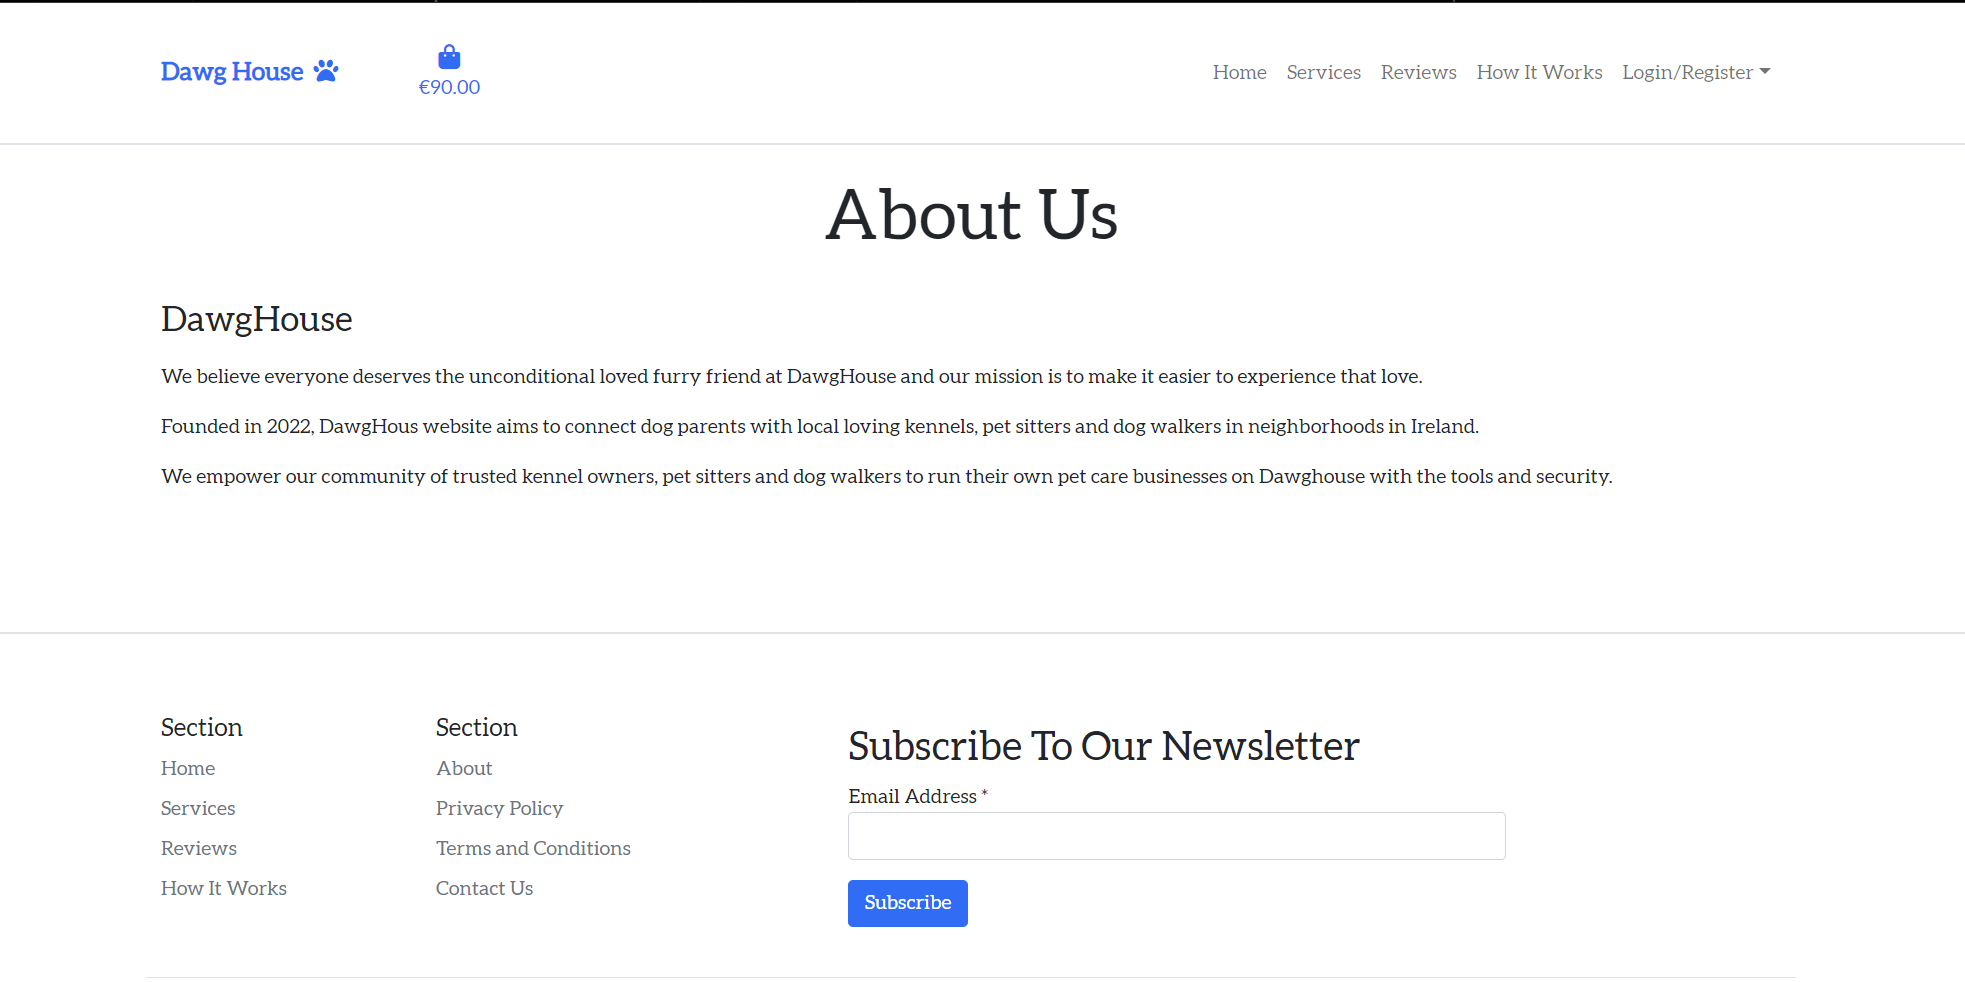 Dawg House
€90.00
Home Services Reviews How It Works Login/Register
About Us
DawgHouse
We believe everyone deserves the unconditional loved furry friend at DawgHouse and our mission is to make it easier to experience that love.
Founded in 2022, DawgHous website aims to connect dog parents with local loving kennels, pet sitters and dog walkers in neighborhoods in Ireland.
We empower our community of trusted kennel owners, pet sitters and dog walkers to run their own pet care businesses on Dawghouse with the tools and security.
Section
Home
Services
Reviews
How It Works
Section
About
Privacy Policy
Terms and Conditions
Contact Us
Subscribe To Our Newsletter
Email Address *
Subscribe